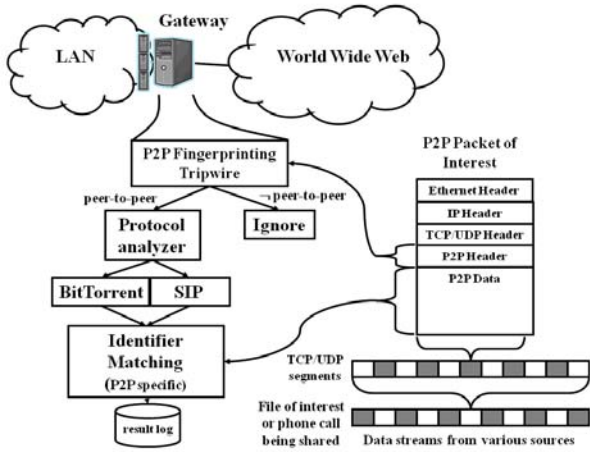 Gateway
LAN
World Wide Web
P2P Fingerprinting
Tripwire
peer-to-peer
¬peer-to-peer
Protocol
analyzer
Ignore
BitTorrent
SIP
Identifier
Matching
(P2P specific)
result log
P2P Packet of
Interest
Ethernet Header
IP Header
TCP/UDP Header
P2P Header
P2P Data
TCP/UDP
segments
File of interest
or phone call
being shared
Data streams from various sources